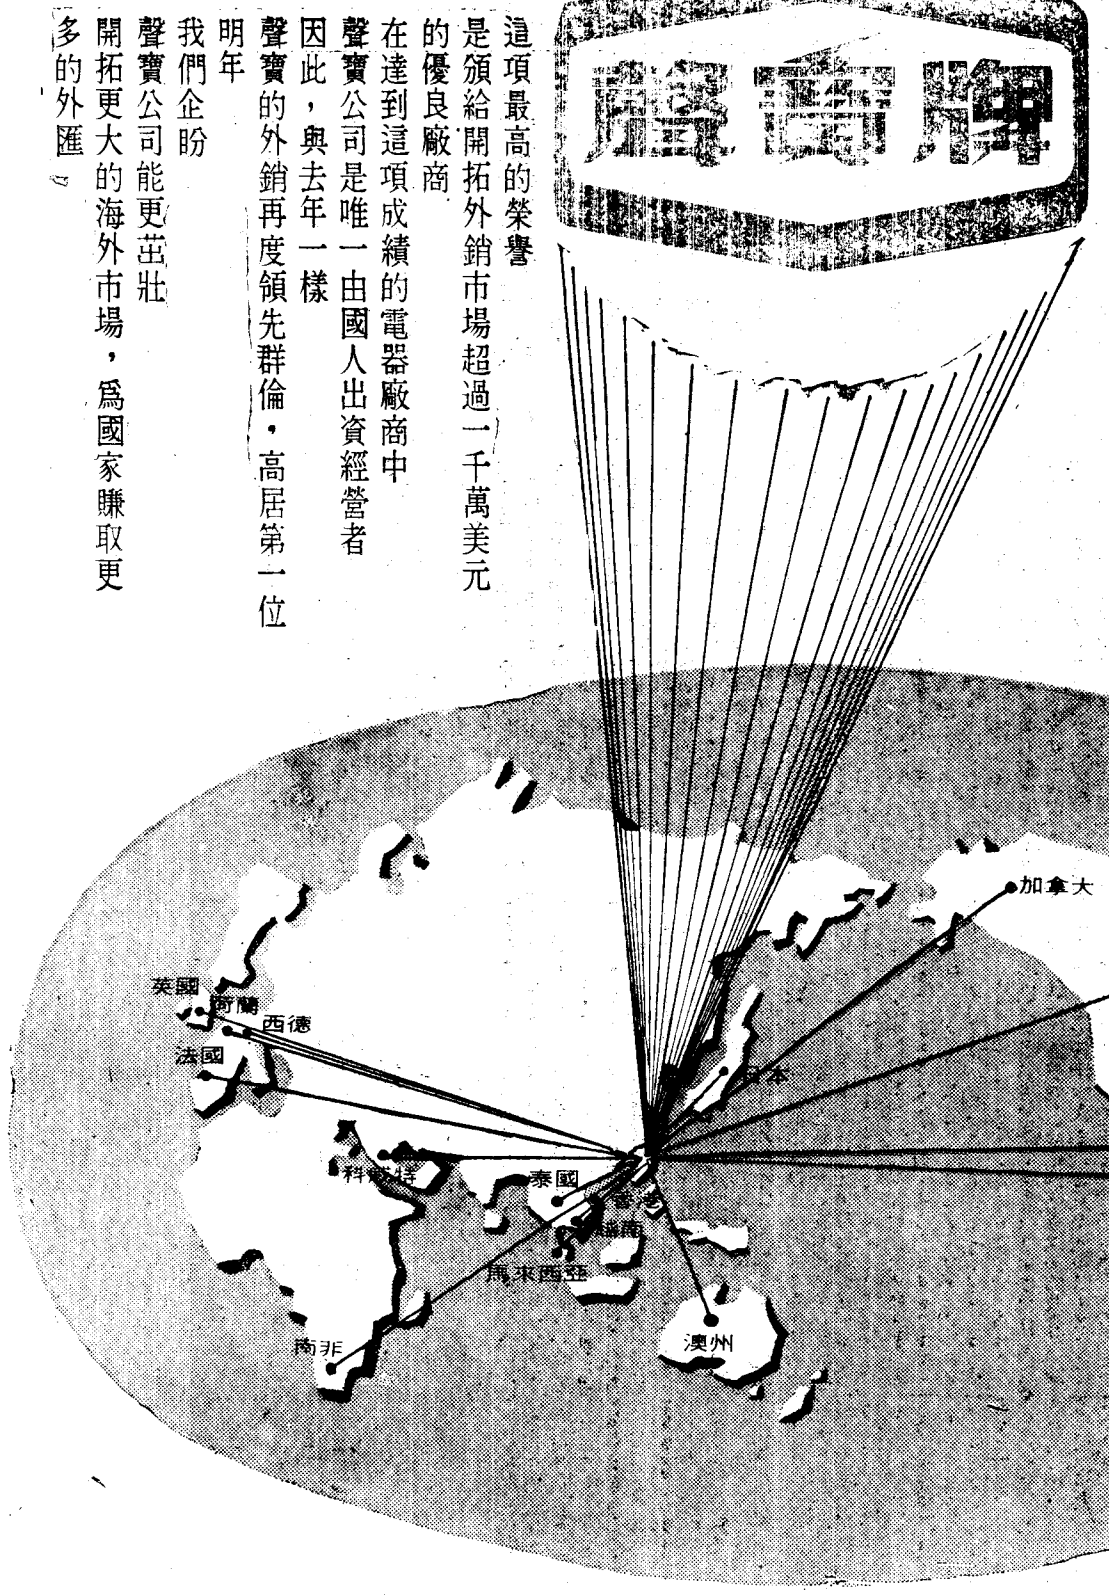 聲寶牌
這項最高的榮譽
是頒給開拓外銷市場超過一千萬美元
的優良廠商
在達到這項成績的電器廠商中
聲寶公司是唯一由國人出資經營者
因此，與去年一樣
聲寶的外銷再度領先群倫，高居第一位
明年
我們企盼
聲寶公司能更茁壯
開拓更大的海外市場，爲國家賺取更
多的外匯
加拿大
英國
荷蘭
西德
法國
日本
科威特
泰國
香港
越南
馬來西亞
南非
澳州